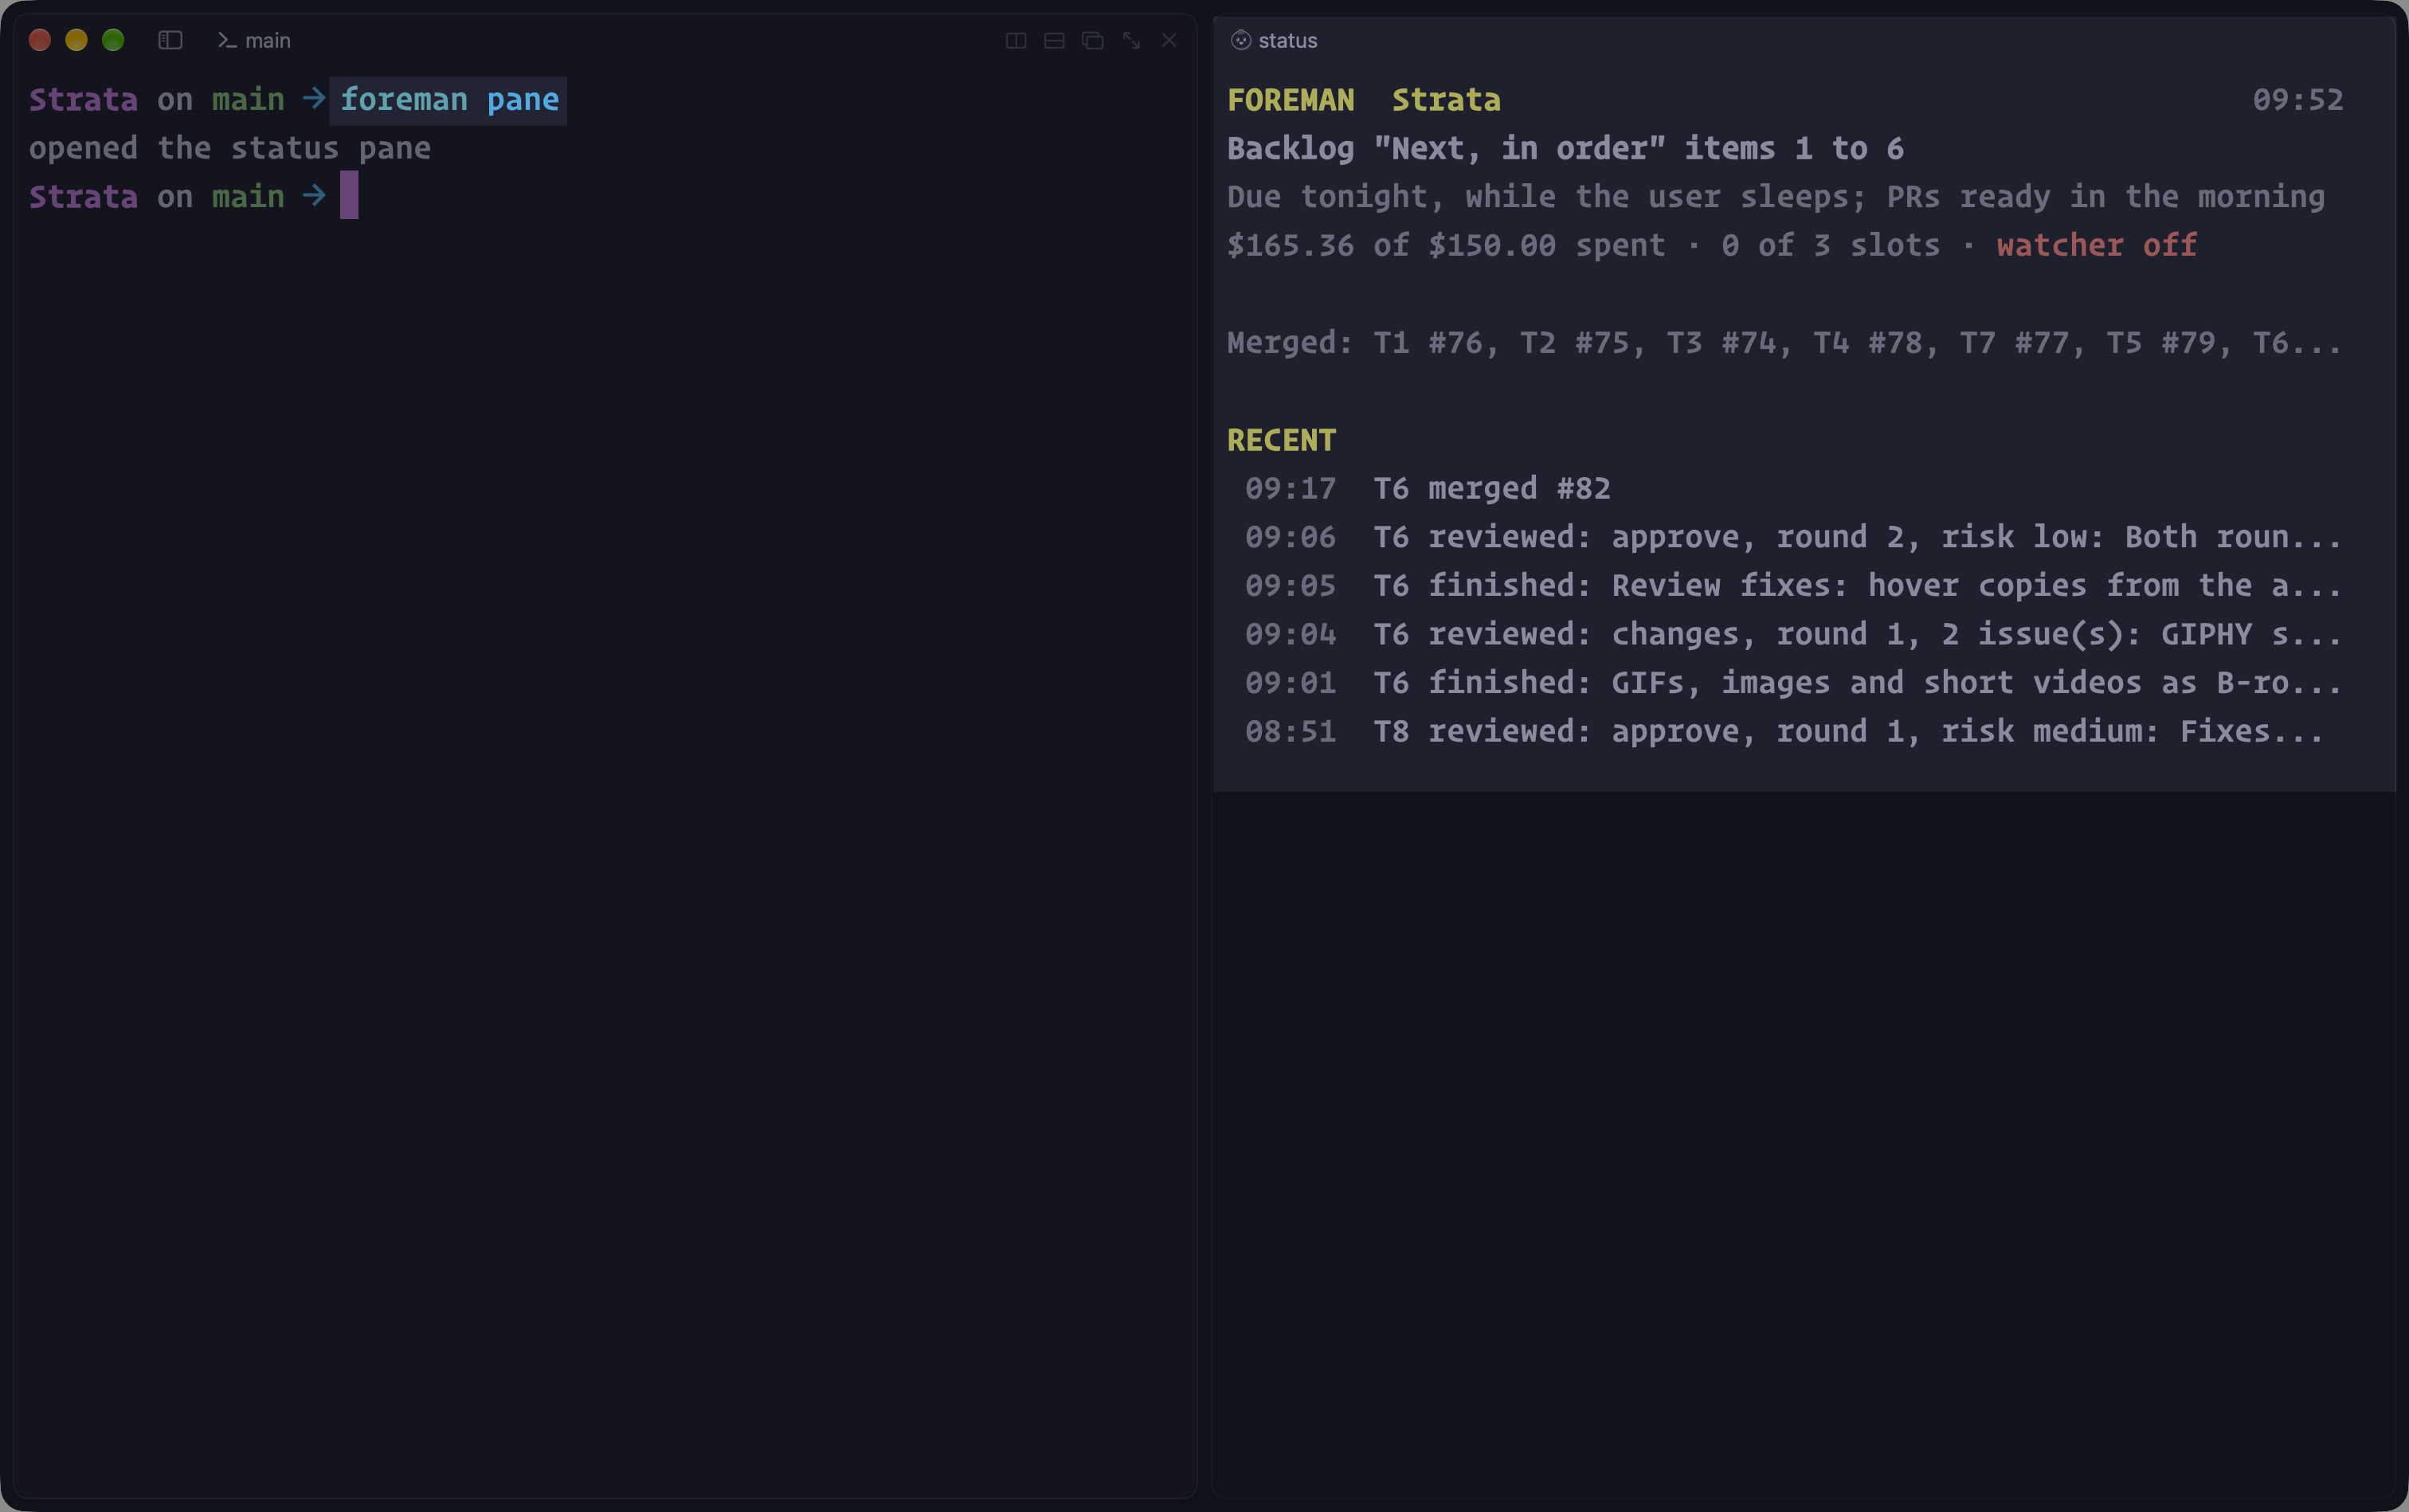 main
Strata on main → foreman pane
opened the status pane
Strata on main →
status
FOREMAN Strata 09:52
Backlog "Next, in order" items 1 to 6
Due tonight, while the user sleeps; PRs ready in the morning
$165.36 of $150.00 spent · 0 of 3 slots · watcher off
Merged: T1 #76, T2 #75, T3 #74, T4 #78, T7 #77, T5 #79, T6...
RECENT
09:17 T6 merged #82
09:06 T6 reviewed: approve, round 2, risk low: Both roun...
09:05 T6 finished: Review fixes: hover copies from the a...
09:04 T6 reviewed: changes, round 1, 2 issue(s): GIPHY s...
09:01 T6 finished: GIFs, images and short videos as B-ro...
08:51 T8 reviewed: approve, round 1, risk medium: Fixes...